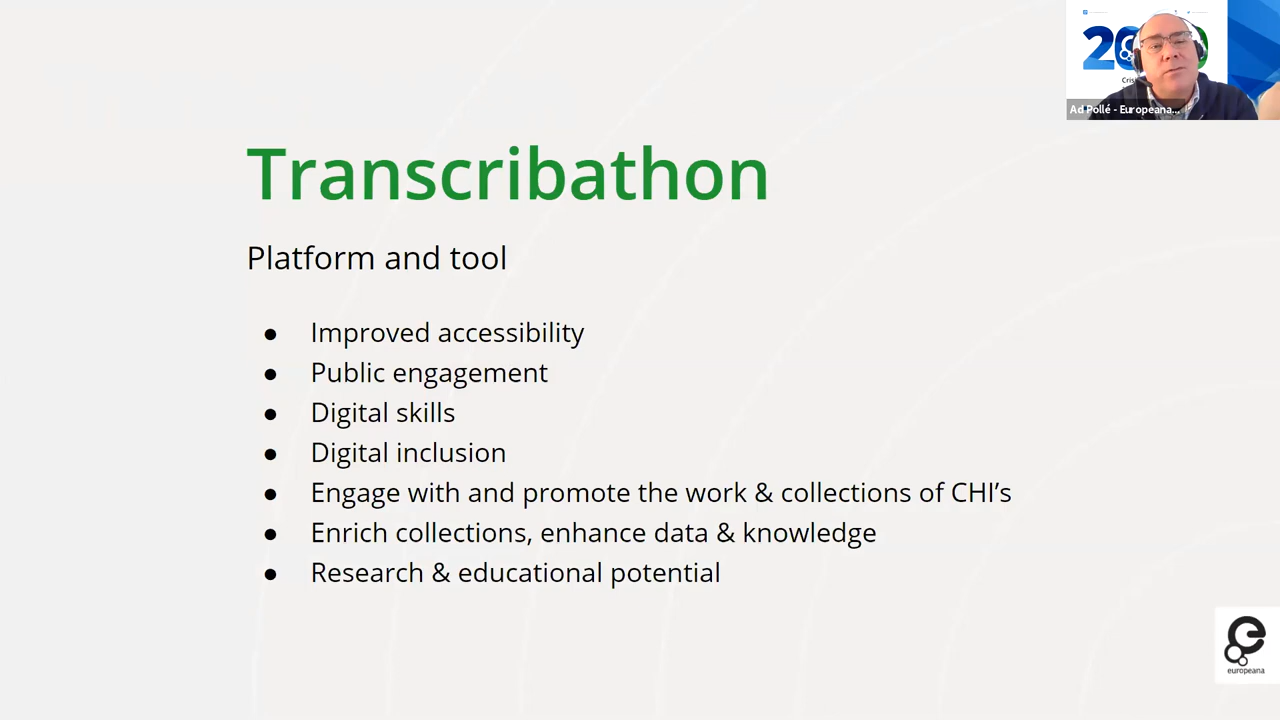 Transcribathon
Platform and tool
● Improved accessibility
● Public engagement
● Digital skills
● Digital inclusion
● Engage with and promote the work & collections of CHI’s
● Enrich collections, enhance data & knowledge
● Research & educational potential
Ad Pollé - Europeana...
europeana